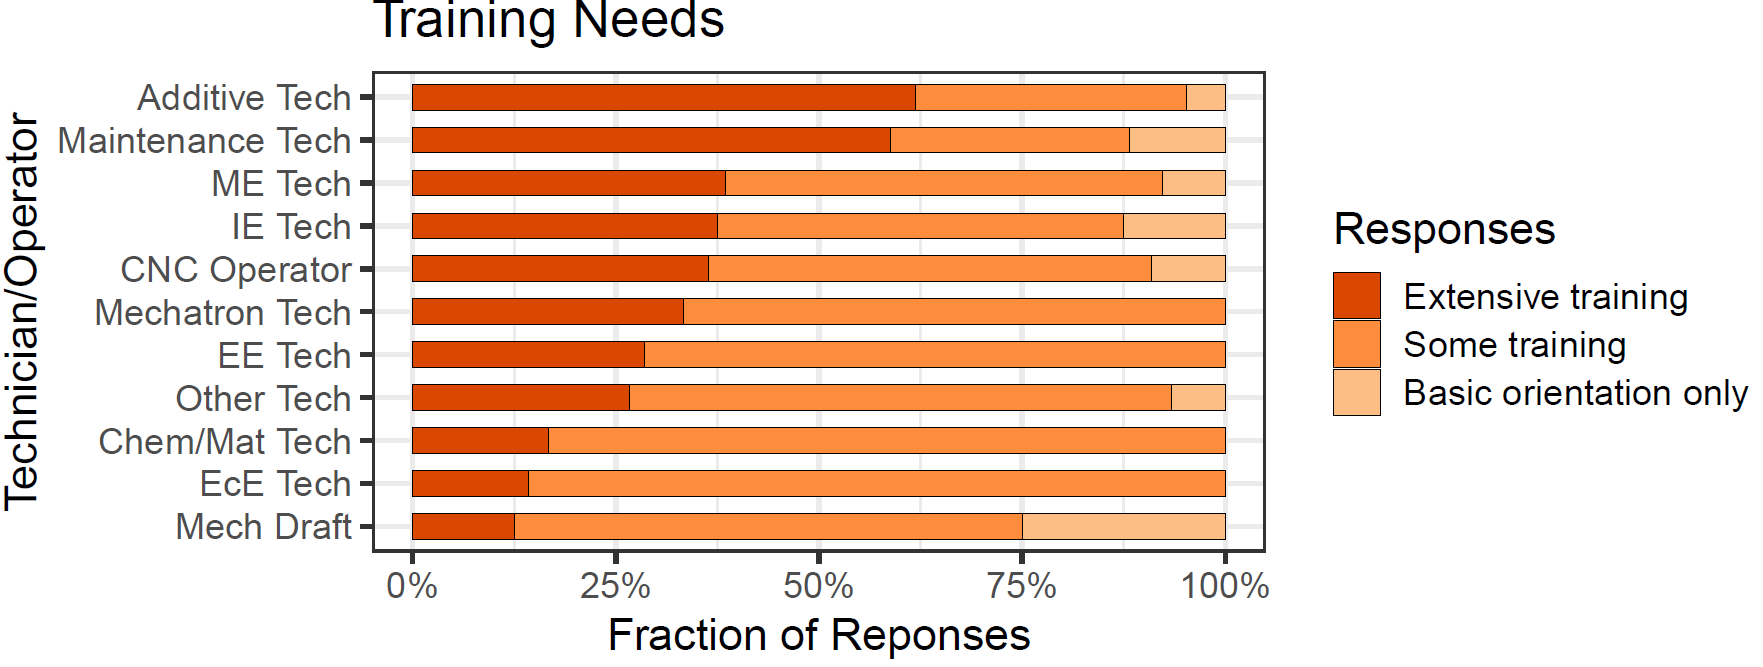 Training Needs
Technician/Operator
Additive Tech
Maintenance Tech
ME Tech
IE Tech
CNC Operator
Mechatron Tech
EE Tech
Other Tech
Chem/Mat Tech
EcE Tech
Mech Draft
0% 25% 50% 75% 100%
Fraction of Reponses
Responses
Extensive training
Some training
Basic orientation only